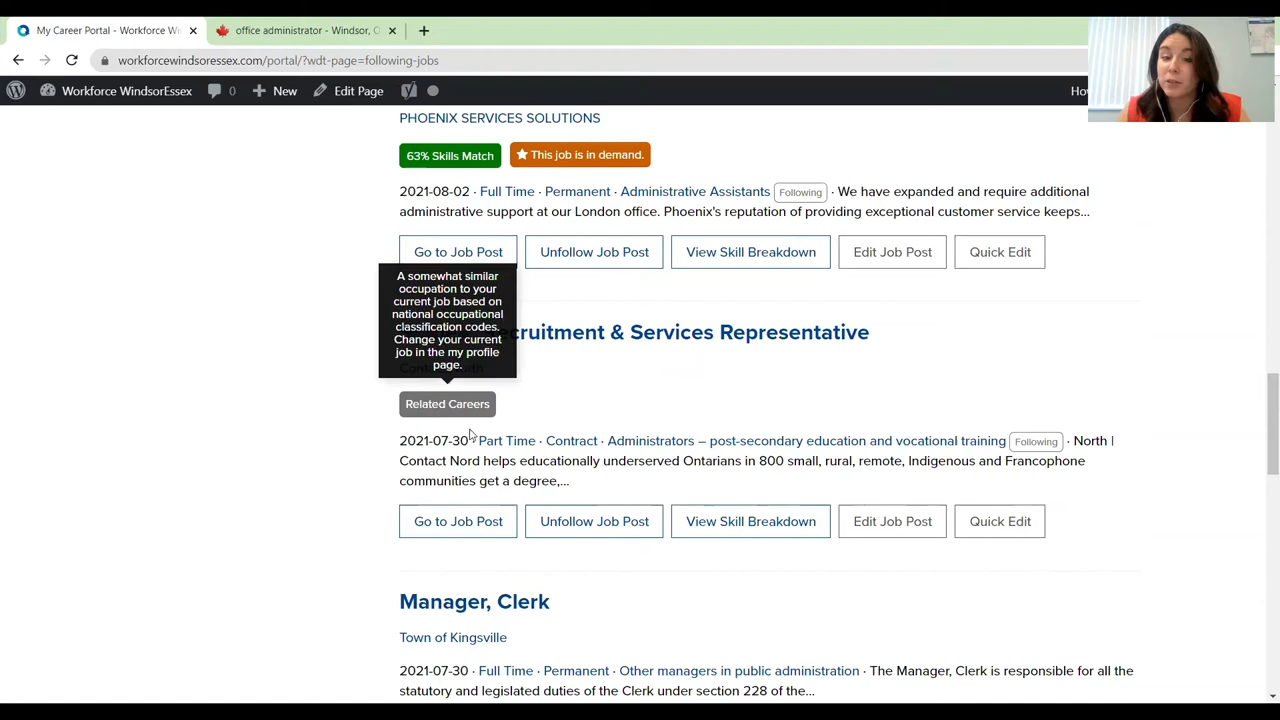 My Career Portal - Workforce Wi
office administrator - Windsor, O
workforcewindsoressex.com/portal/?wdt-page=following-jobs
Workforce WindsorEssex 0 New Edit Page Ho
PHOENIX SERVICES SOLUTIONS
63% Skills Match This job is in demand.
2021-08-02 · Full Time · Permanent · Administrative Assistants Following · We have expanded and require additional
administrative support at our London office. Phoenix's reputation of providing exceptional customer service keeps...
Go to Job Post Unfollow Job Post View Skill Breakdown Edit Job Post Quick Edit
A somewhat similar
occupation to your
current job based on
national occupational
classification codes.
Change your current
job in the my profile
page.
ecruitment & Services Representative
Related Careers
2021-07-30 · Part Time · Contract · Administrators – post-secondary education and vocational training Following · North |
Contact Nord helps educationally underserved Ontarians in 800 small, rural, remote, Indigenous and Francophone
communities get a degree,...
Go to Job Post Unfollow Job Post View Skill Breakdown Edit Job Post Quick Edit
Manager, Clerk
Town of Kingsville
2021-07-30 · Full Time · Permanent · Other managers in public administration · The Manager, Clerk is responsible for all the
statutory and legislated duties of the Clerk under section 228 of the...